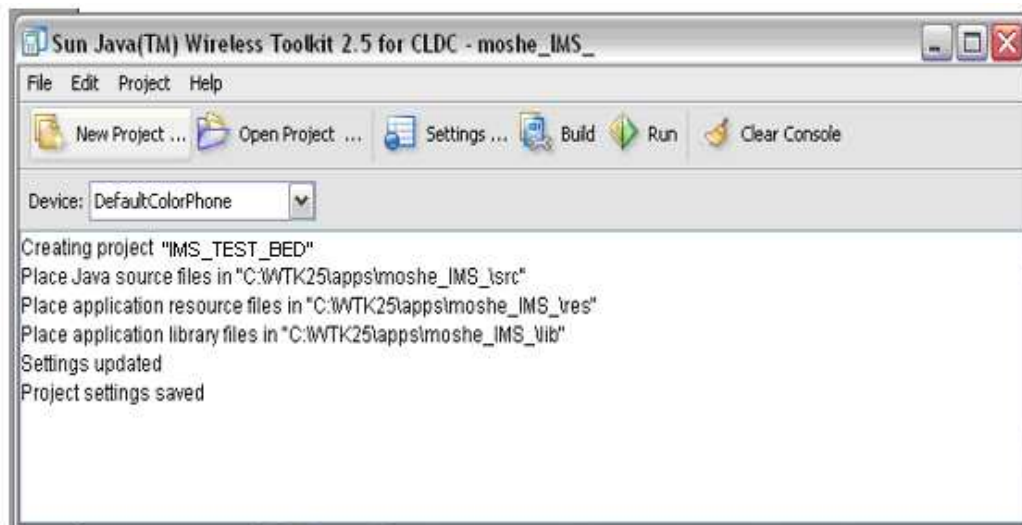 Sun Java(TM) Wireless Toolkit 2.5 for CLDC - moshe_IMS_
File Edit Project Help
New Project ... Open Project ... Settings ... Build Run Clear Console
Device: DefaultColorPhone
Creating project "IMS_TEST_BED"
Place Java source files in "C:\WTK25\apps\moshe_IMS_\src"
Place application resource files in "C:\WTK25\apps\moshe_IMS_\res"
Place application library files in "C:\WTK25\apps\moshe_IMS_\lib"
Settings updated
Project settings saved